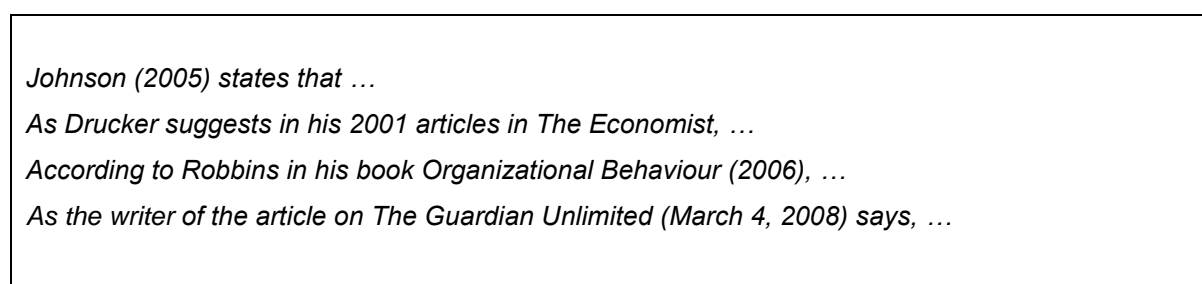 Johnson (2005) states that …
As Drucker suggests in his 2001 articles in The Economist, …
According to Robbins in his book Organizational Behaviour (2006), …
As the writer of the article on The Guardian Unlimited (March 4, 2008) says, …